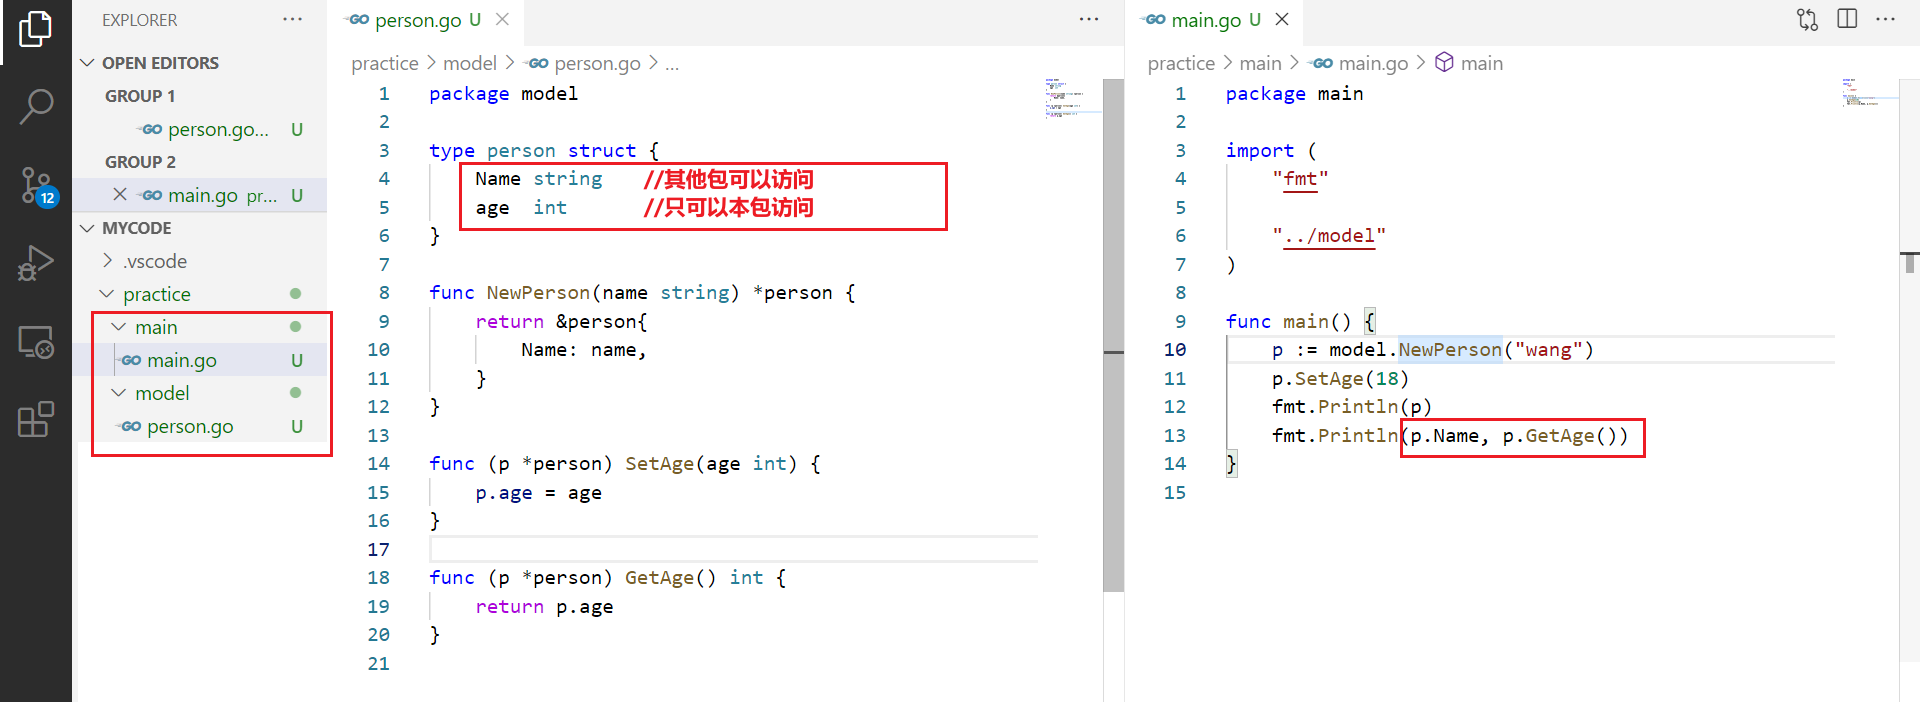 EXPLORER ···
OPEN EDITORS
GROUP 1
GO person.go... U
GROUP 2
GO main.go pr... U
12
MYCODE
.vscode
practice
main
GO main.go U
model
GO person.go U
GO person.go U
practice > model > GO person.go > ...
1 package model
2
3 type person struct {
4 Name string //其他包可以访问
5 age int //只可以本包访问
6 }
7
8 func NewPerson(name string) *person {
9 return &person{
10 Name: name,
11 }
12 }
13
14 func (p *person) SetAge(age int) {
15 p.age = age
16 }
17
18 func (p *person) GetAge() int {
19 return p.age
20 }
21
GO main.go U
practice > main > GO main.go > main
1 package main
2
3 import (
4 "fmt"
5
6 "../model"
7 )
8
9 func main() {
10 p := model.NewPerson("wang")
11 p.SetAge(18)
12 fmt.Println(p)
13 fmt.Println(p.Name, p.GetAge())
14 }
15